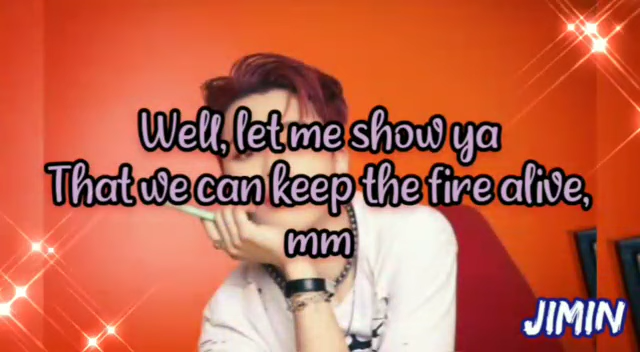 Well, let me show ya
That we can keep the fire alive,
mm
JIMIN